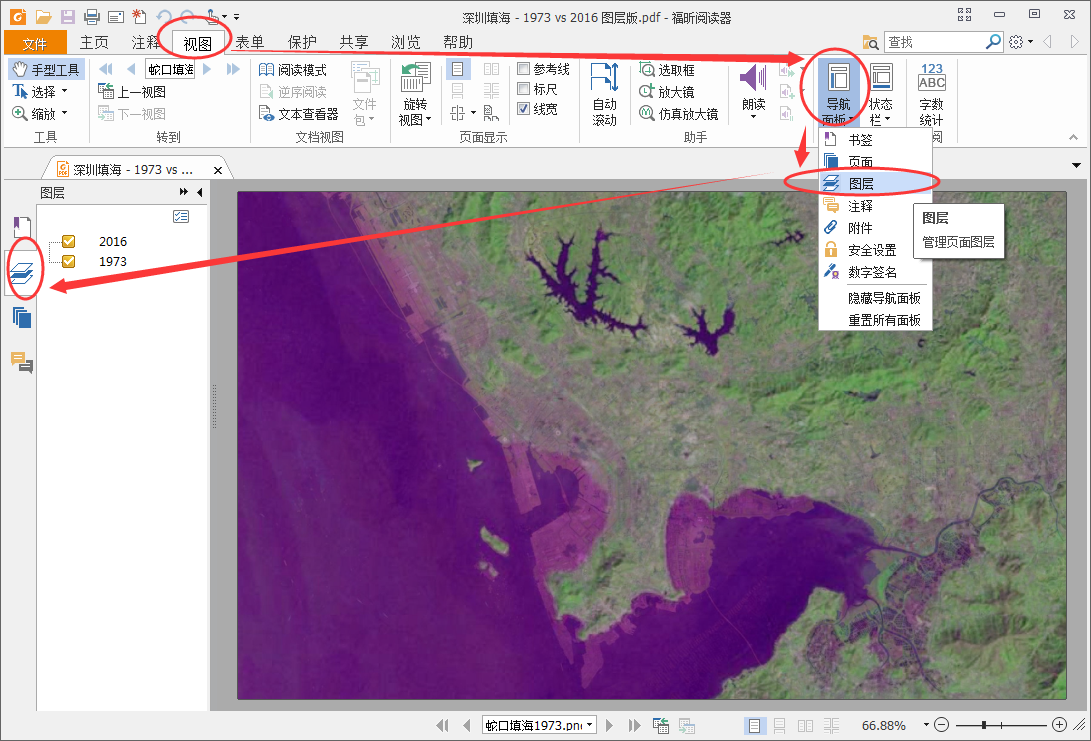 深圳填海 - 1973 vs 2016 图层版.pdf - 福昕阅读器
文件 主页 注释 视图 表单 保护 共享 浏览 帮助
查找
手型工具
选择
缩放
工具
蛇口填海
上一视图
下一视图
转到
阅读模式
逆序阅读
文本查看器
文件包
文档视图
旋转视图
页面显示
参考线
标尺
线宽
自动滚动
选取框
放大镜
仿真放大镜
助手
朗读
导航面板
状态栏
123
ABC
字数统计
阅
深圳填海 - 1973 vs ...
图层
2016
1973
书签
页面
图层
注释
附件
安全设置
数字签名
隐藏导航面板
重置所有面板
图层
管理页面图层
蛇口填海1973.pnc
66.88%